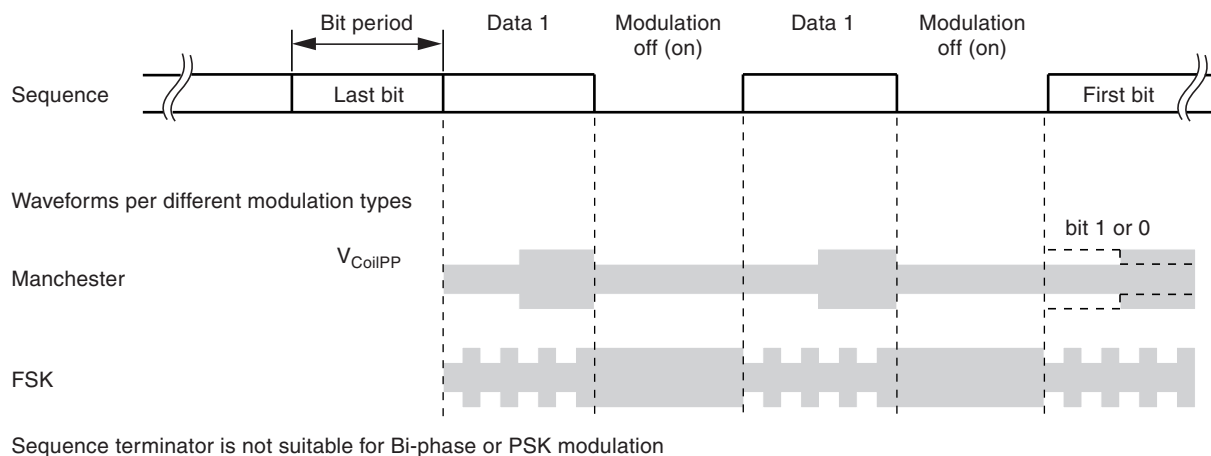 Bit period
Data 1
Modulation
off (on)
Data 1
Modulation
off (on)
Sequence
Last bit
First bit
Waveforms per different modulation types
bit 1 or 0
VCoilPP
Manchester
FSK
Sequence terminator is not suitable for Bi-phase or PSK modulation